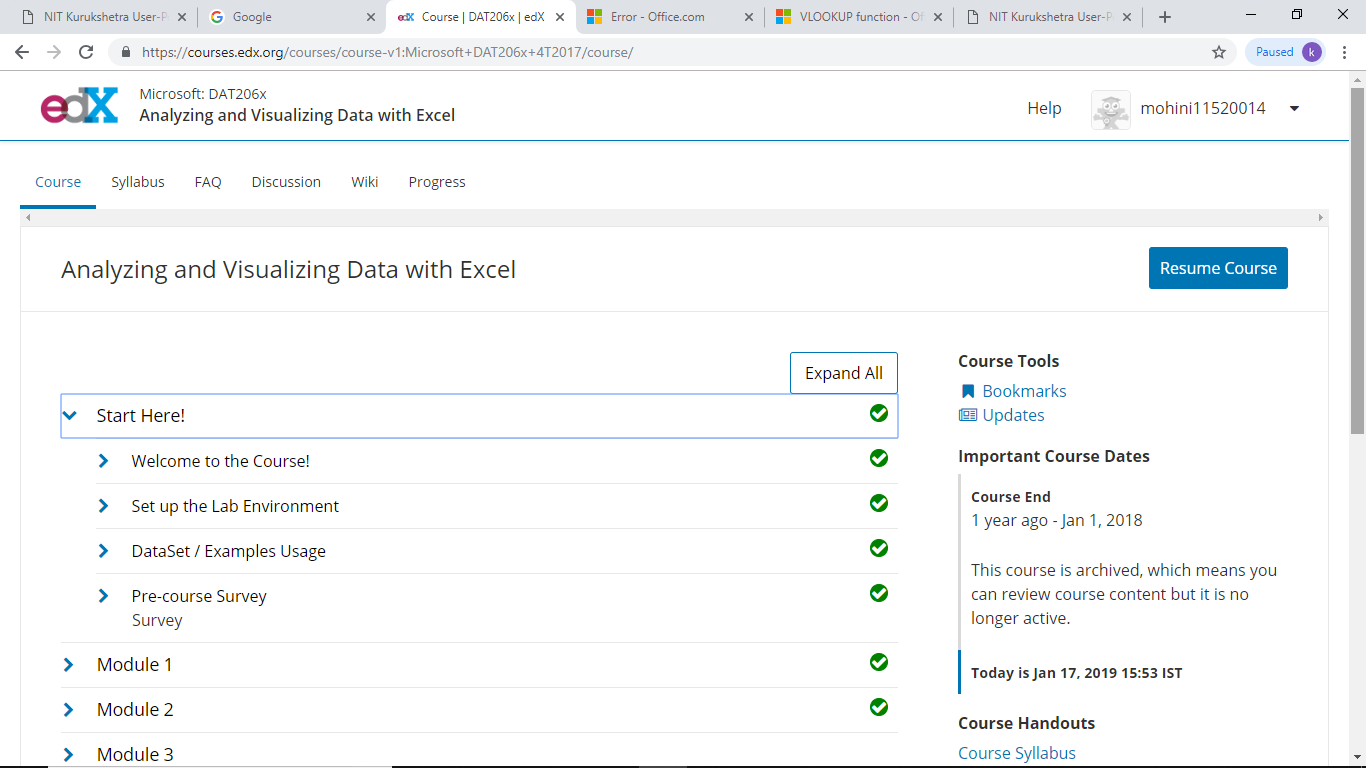 NIT Kurukshetra User-P
Google
edX Course | DAT206x | edX
Error - Office.com
VLOOKUP function - Of
NIT Kurukshetra User-P
https://courses.edx.org/courses/course-v1:Microsoft+DAT206x+4T2017/course/
Paused k
edX
Microsoft: DAT206x
Analyzing and Visualizing Data with Excel
Help
mohini11520014
Course Syllabus FAQ Discussion Wiki Progress
Analyzing and Visualizing Data with Excel
Resume Course
Expand All
Start Here!
Welcome to the Course!
Set up the Lab Environment
DataSet / Examples Usage
Pre-course Survey
Survey
Module 1
Module 2
Module 3
Course Tools
Bookmarks
Updates
Important Course Dates
Course End
1 year ago - Jan 1, 2018
This course is archived, which means you
can review course content but it is no
longer active.
Today is Jan 17, 2019 15:53 IST
Course Handouts
Course Syllabus